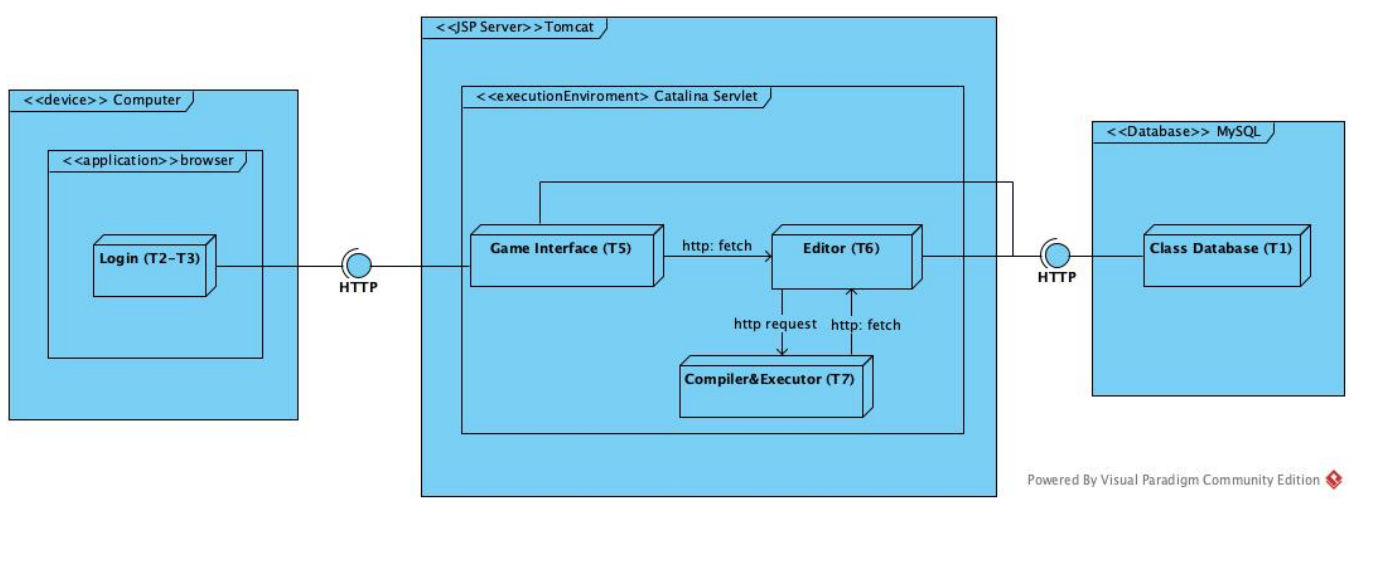 <<JSP Server>>Tomcat
<<device>> Computer
<<executionEnviroment> Catalina Servlet
<<Database>> MySQL
<<application>>browser
Login (T2-T3)
HTTP
Game Interface (T5)
http: fetch
Editor (T6)
http request
http: fetch
Compiler&Executor (T7)
HTTP
Class Database (T1)
Powered By Visual Paradigm Community Edition